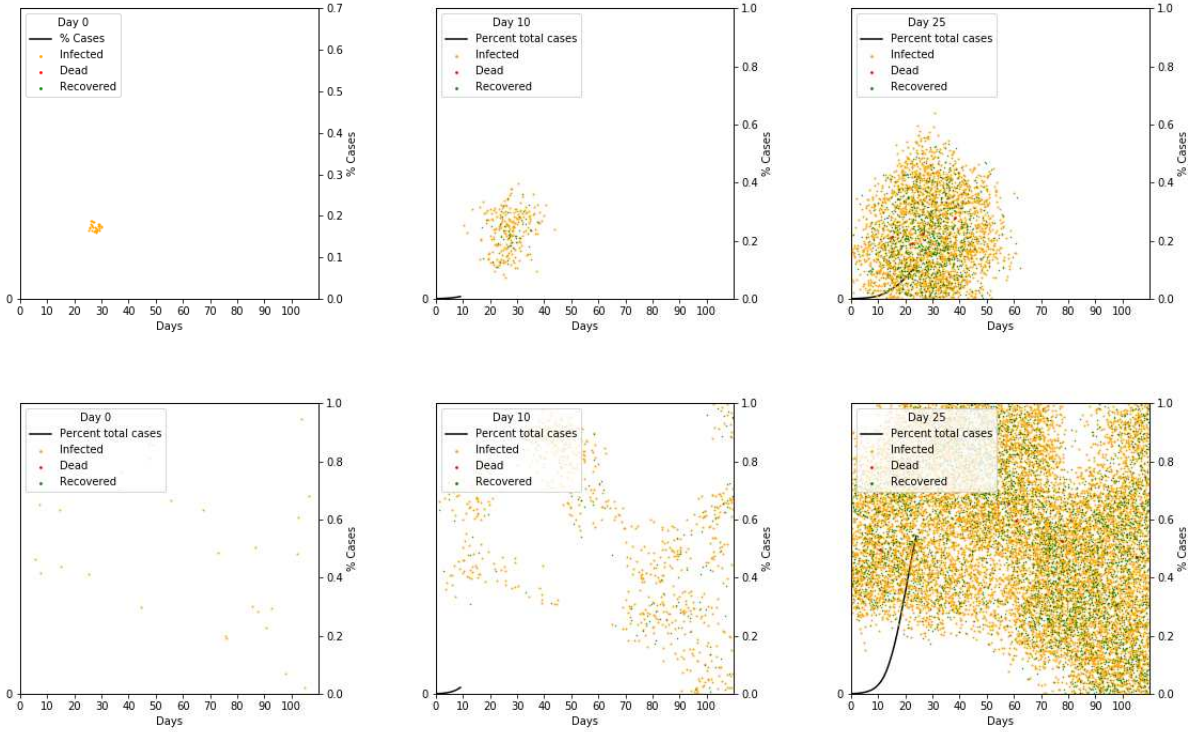 Day 0
% Cases
Infected
Dead
Recovered
0.7
0.6
0.5
0.4
0.3
0.2
0.1
0.0
% Cases
0
0 10 20 30 40 50 60 70 80 90 100
Days
Day 10
Percent total cases
Infected
Dead
Recovered
1.0
0.8
0.6
0.4
0.2
0.0
% Cases
0
0 10 20 30 40 50 60 70 80 90 100
Days
Day 25
Percent total cases
Infected
Dead
Recovered
1.0
0.8
0.6
0.4
0.2
0.0
% Cases
0
0 10 20 30 40 50 60 70 80 90 100
Days
Day 0
Percent total cases
Infected
Dead
Recovered
1.0
0.8
0.6
0.4
0.2
0.0
% Cases
0
0 10 20 30 40 50 60 70 80 90 100
Days
Day 10
Percent total cases
Infected
Dead
Recovered
1.0
0.8
0.6
0.4
0.2
0.0
% Cases
0
0 10 20 30 40 50 60 70 80 90 100
Days
Day 25
Percent total cases
Infected
Dead
Recovered
1.0
0.8
0.6
0.4
0.2
0.0
% Cases
0
0 10 20 30 40 50 60 70 80 90 100
Days